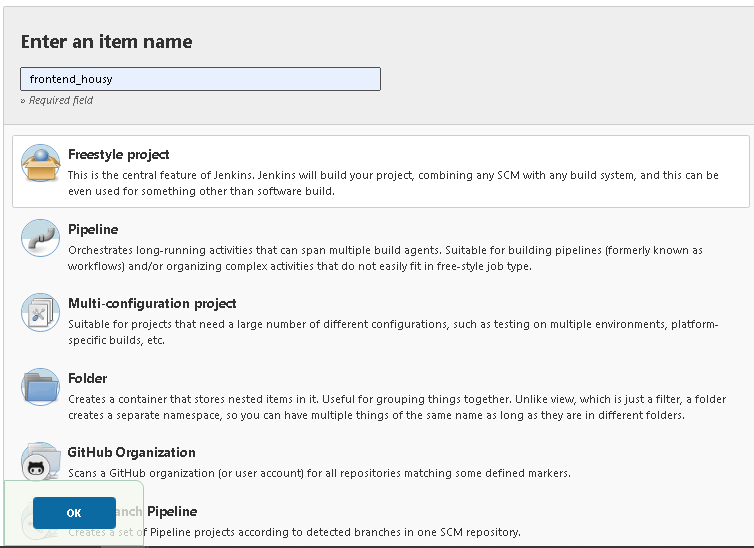 Enter an item name
frontend_housy
» Required field
Freestyle project
This is the central feature of Jenkins. Jenkins will build your project, combining any SCM with any build system, and this can be
even used for something other than software build.
Pipeline
Orchestrates long-running activities that can span multiple build agents. Suitable for building pipelines (formerly known as
workflows) and/or organizing complex activities that do not easily fit in free-style job type.
Multi-configuration project
Suitable for projects that need a large number of different configurations, such as testing on multiple environments, platform-
specific builds, etc.
Folder
Creates a container that stores nested items in it. Useful for grouping things together. Unlike view, which is just a filter, a folder
creates a separate namespace, so you can have multiple things of the same name as long as they are in different folders.
GitHub Organization
Scans a GitHub organization (or user account) for all repositories matching some defined markers.
OK
anch Pipeline
Creates a set of Pipeline projects according to detected branches in one SCM repository.